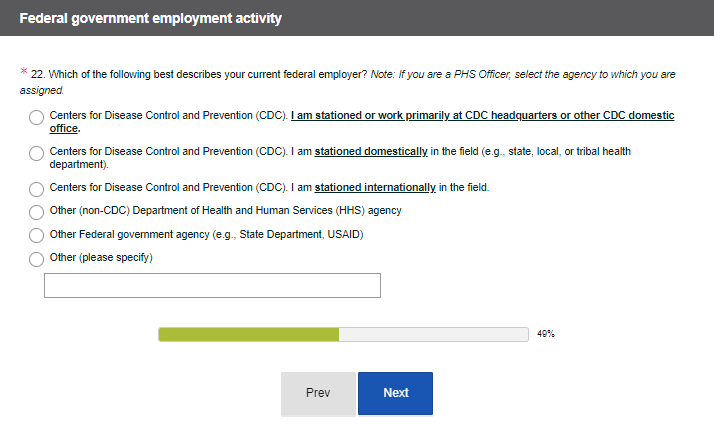 Federal government employment activity
* 22. Which of the following best describes your current federal employer? Note: If you are a PHS Officer, select the agency to which you are
assigned.
Centers for Disease Control and Prevention (CDC). I am stationed or work primarily at CDC headquarters or other CDC domestic
office.
Centers for Disease Control and Prevention (CDC). I am stationed domestically in the field (e.g., state, local, or tribal health
department).
Centers for Disease Control and Prevention (CDC). I am stationed internationally in the field.
Other (non-CDC) Department of Health and Human Services (HHS) agency
Other Federal government agency (e.g., State Department, USAID)
Other (please specify)
49%
Prev
Next